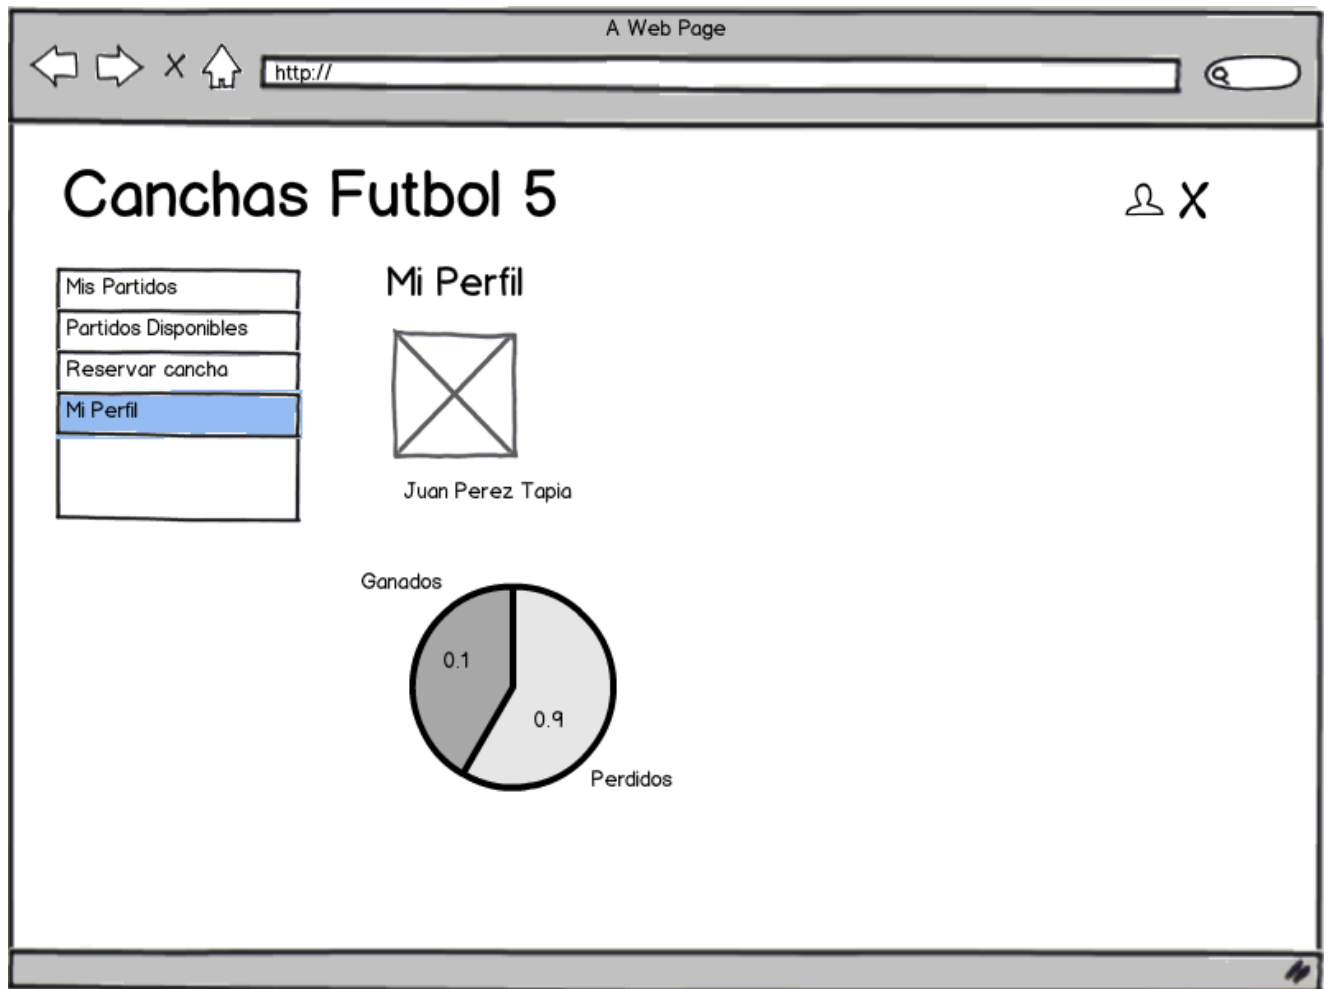 A Web Page
http://
Canchas Futbol 5
Mis Partidos
Partidos Disponibles
Reservar cancha
Mi Perfil
Mi Perfil
Juan Perez Tapia
Ganados
0.1
0.9
Perdidos